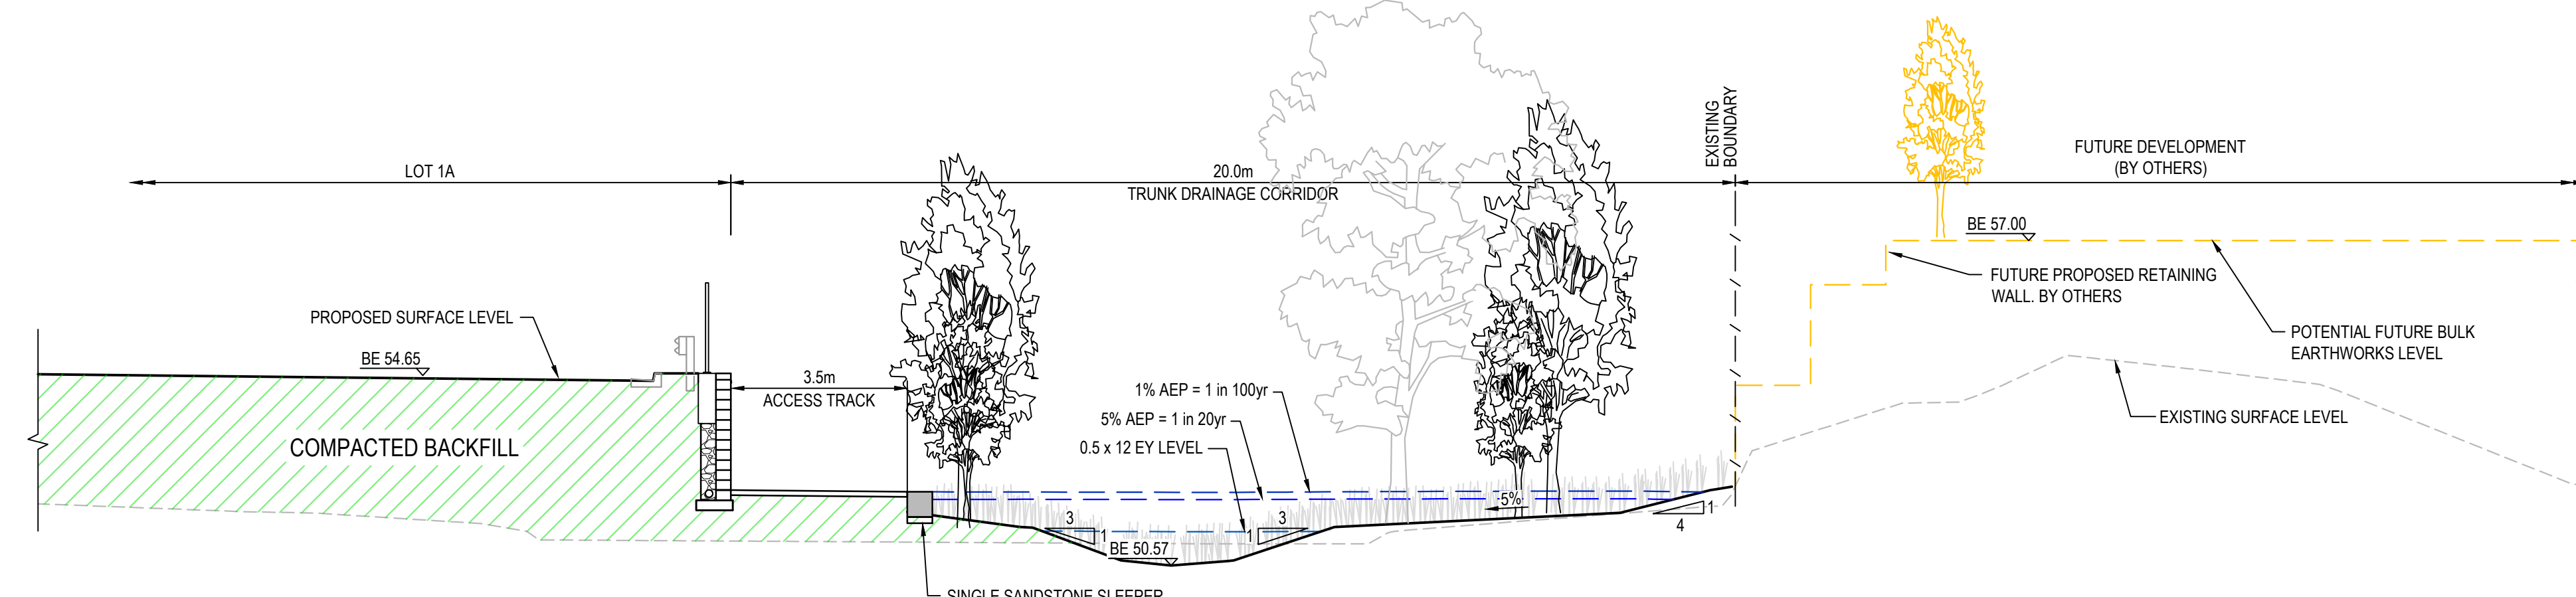 LOT 1A
20.0m
TRUNK DRAINAGE CORRIDOR
EXISTING
BOUNDARY
FUTURE DEVELOPMENT
(BY OTHERS)
BE 57.00
FUTURE PROPOSED RETAINING
WALL. BY OTHERS
POTENTIAL FUTURE BULK
EARTHWORKS LEVEL
EXISTING SURFACE LEVEL
PROPOSED SURFACE LEVEL
BE 54.65
3.5m
ACCESS TRACK
COMPACTED BACKFILL
1% AEP = 1 in 100yr
5% AEP = 1 in 20yr
0.5 x 12 EY LEVEL
3
1
BE 50.57
3
1
5%
1
4
SINGLE SANDSTONE SLEEPER